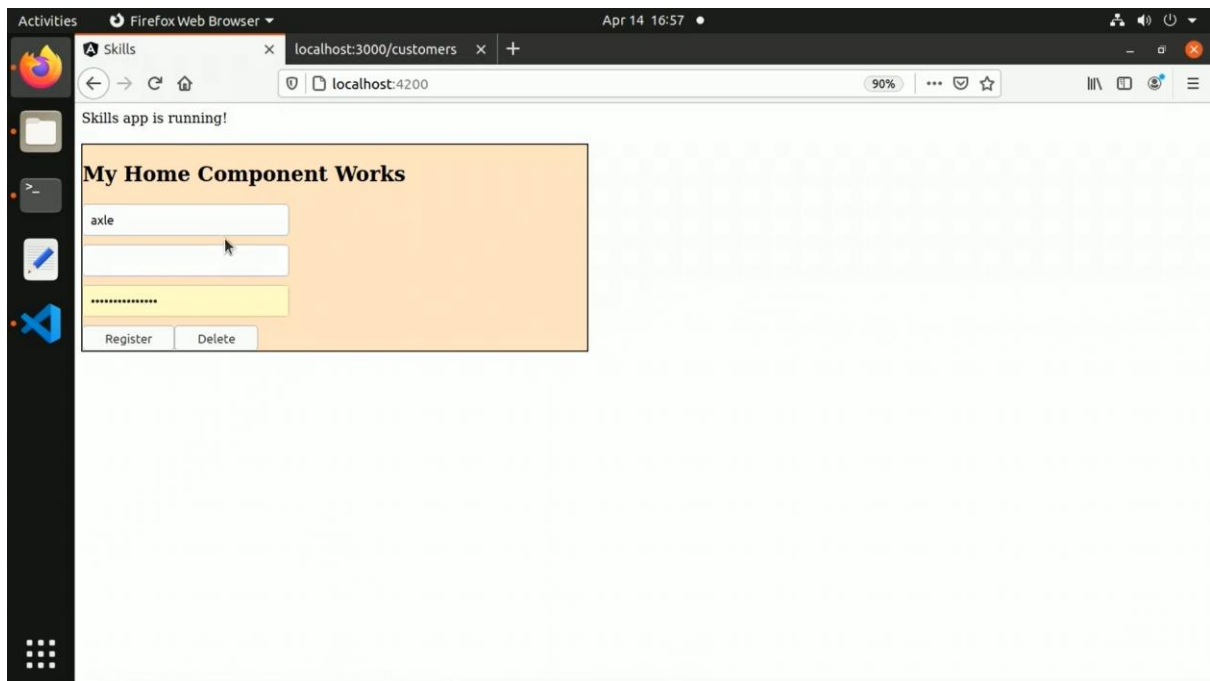 Activities Firefox Web Browser Apr 14 16:57
Skills localhost:3000/customers
localhost:4200 90%
Skills app is running!
My Home Component Works
axle
•••••••••••••••
Register Delete